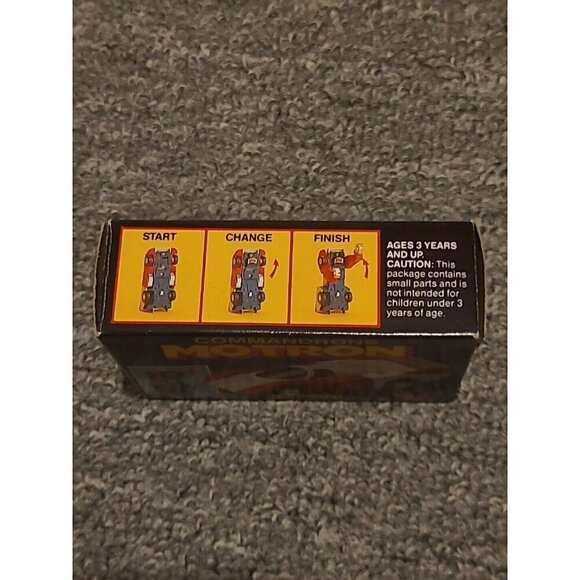 START
CHANGE
FINISH
AGES 3 YEARS
AND UP.
CAUTION: This
package contains
small parts and is
not intended for
children under 3
years of age.
COMMANDRONS
MOTRON